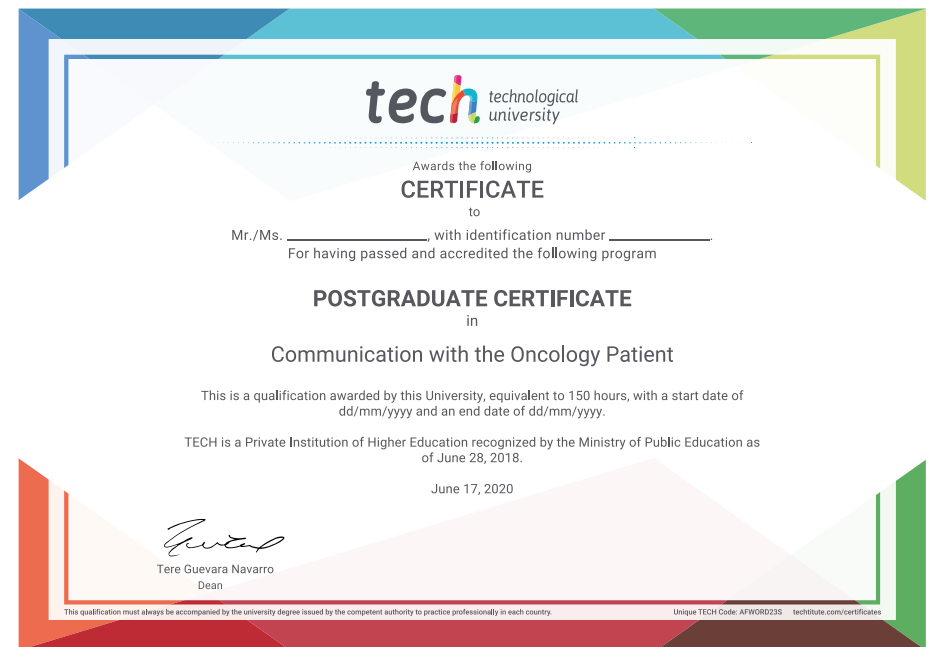 tech technological
university
Awards the following
CERTIFICATE
to
Mr./Ms. ____________________, with identification number ______________.
For having passed and accredited the following program
POSTGRADUATE CERTIFICATE
in
Communication with the Oncology Patient
This is a qualification awarded by this University, equivalent to 150 hours, with a start date of
dd/mm/yyyy and an end date of dd/mm/yyyy.
TECH is a Private Institution of Higher Education recognized by the Ministry of Public Education as
of June 28, 2018.
June 17, 2020
Tere Guevara Navarro
Dean
This qualification must always be accompanied by the university degree issued by the competent authority to practice professionally in each country.
Unique TECH Code: AFWORD23S techtitute.com/certificates